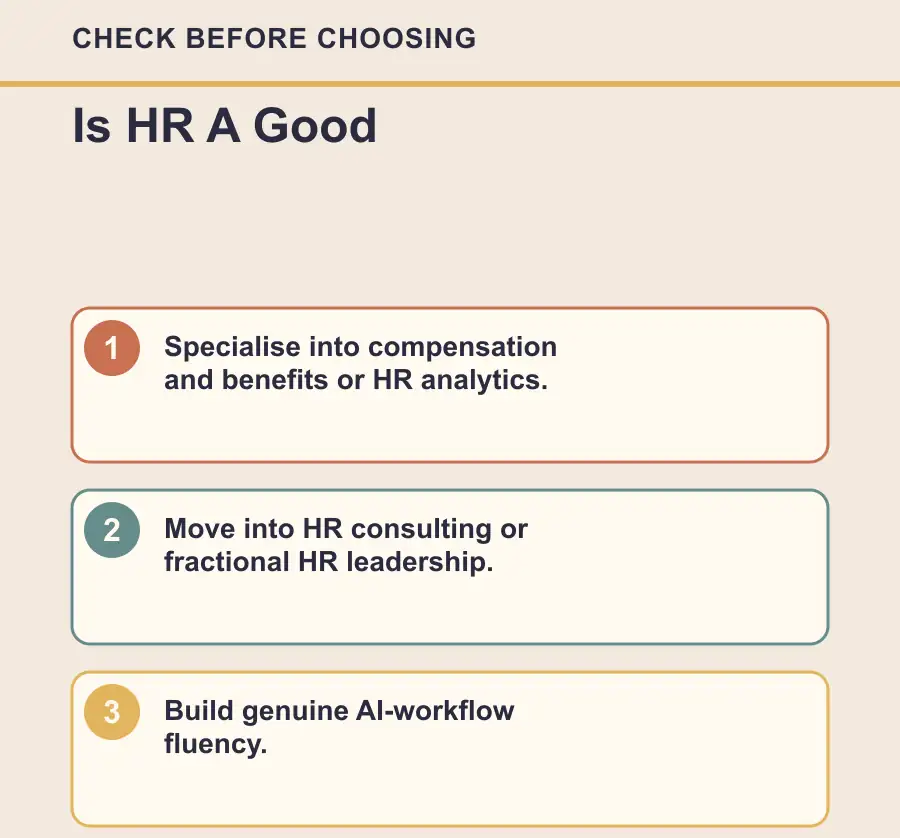 CHECK BEFORE CHOOSING
Is HR A Good
1
Specialise into compensation
and benefits or HR analytics.
2
Move into HR consulting or
fractional HR leadership.
3
Build genuine AI-workflow
fluency.